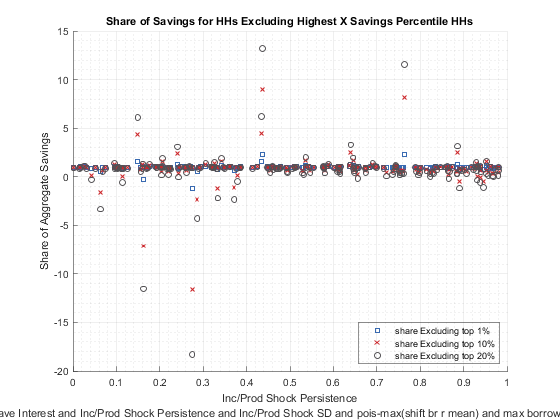 Share of Savings for HHs Excluding Highest X Savings Percentile HHs
Share of Aggregate Savings
15
10
5
0
-5
-10
-15
-20
0
0.1
0.2
0.3
0.4
0.5
0.6
0.7
0.8
0.9
1
share Excluding top 1%
share Excluding top 10%
share Excluding top 20%
Inc/Prod Shock Persistence
ave Interest and Inc/Prod Shock Persistence and Inc/Prod Shock SD and pois-max(shift br r mean) and max borrow